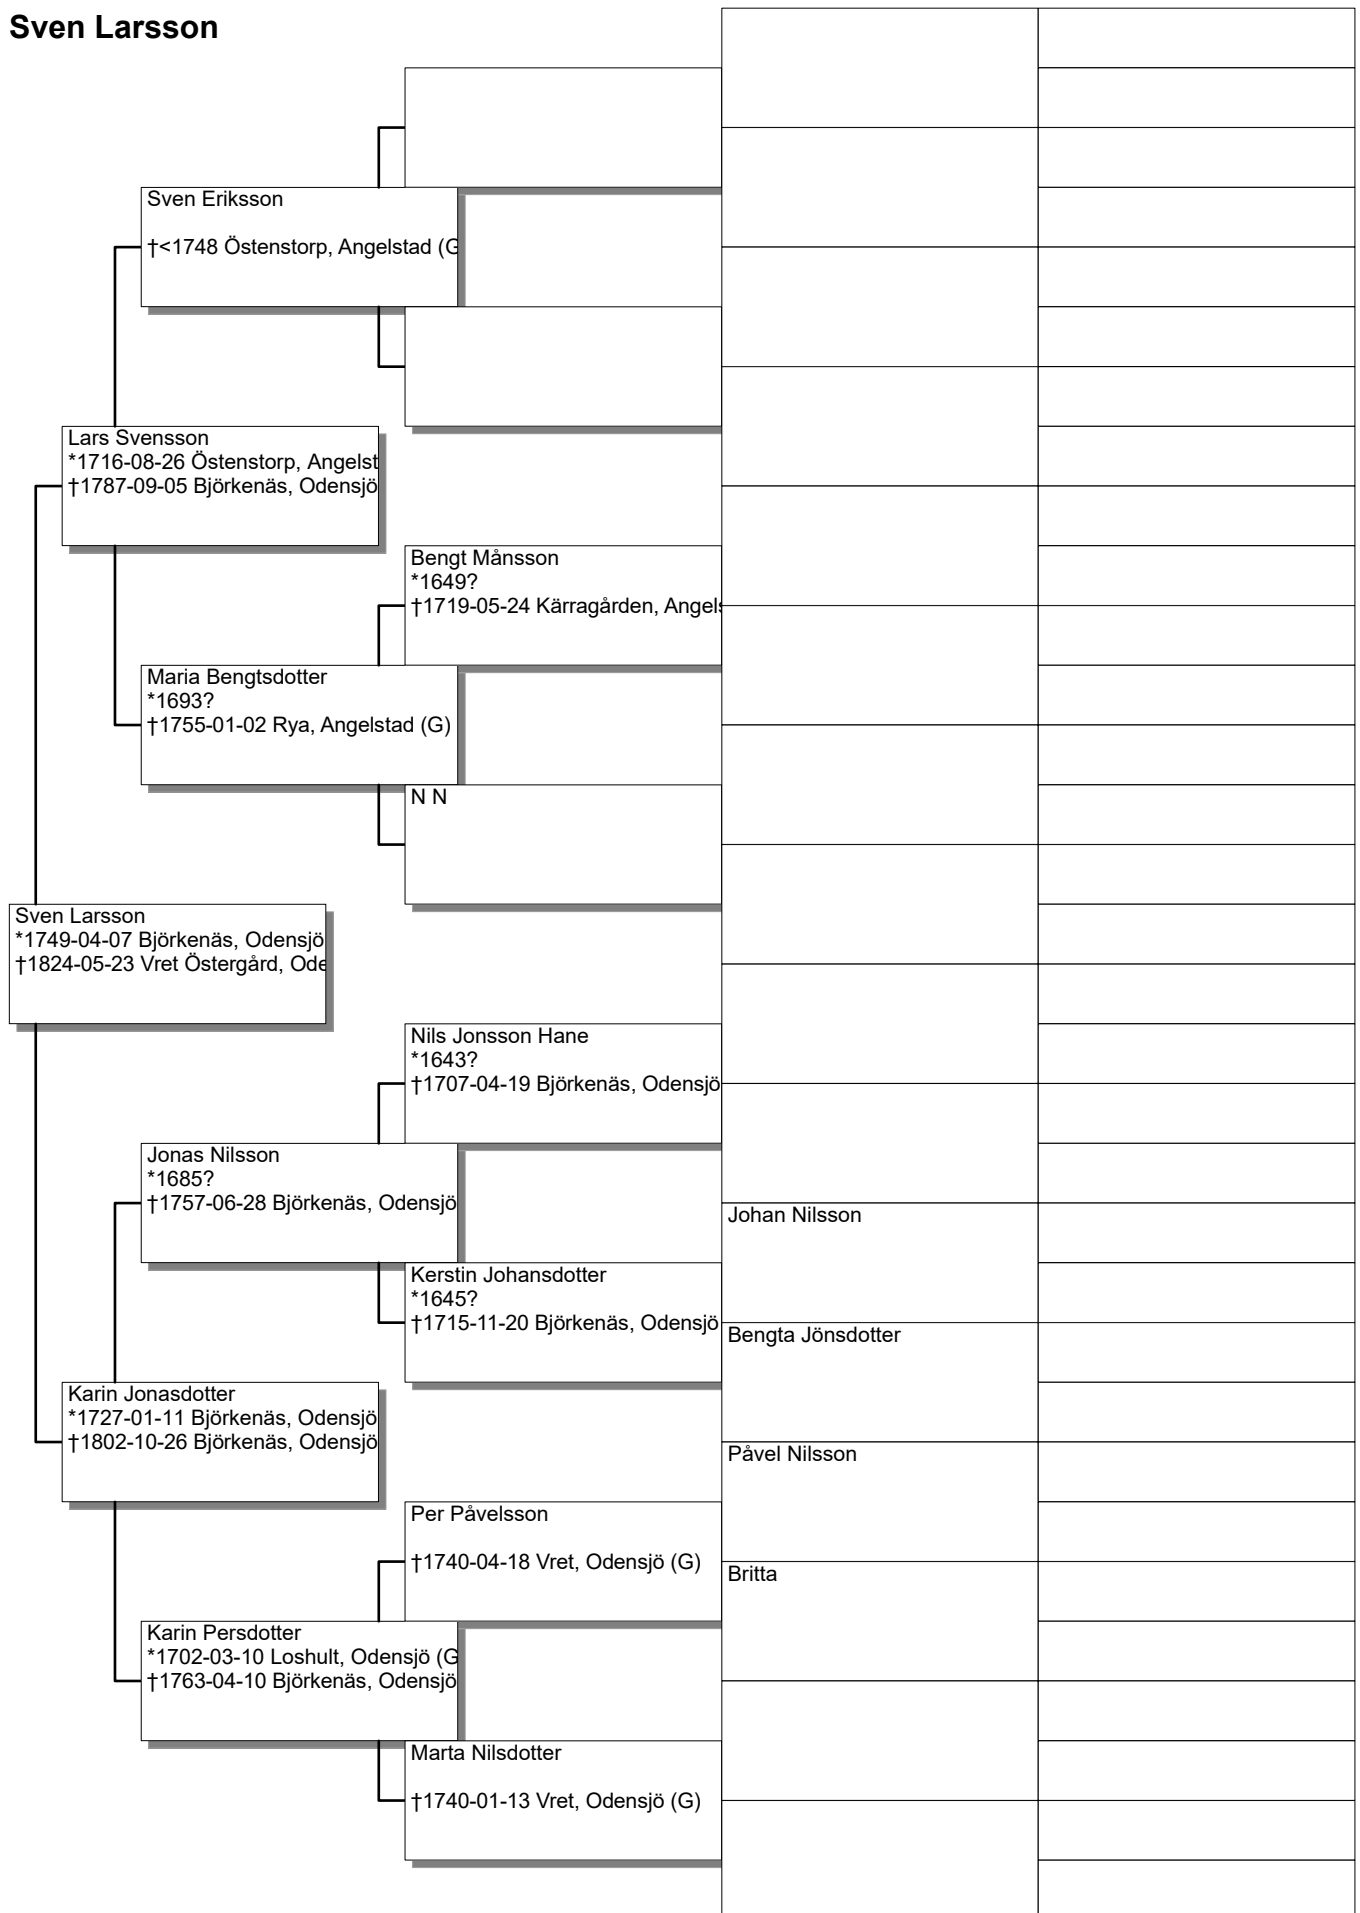 Sven Larsson
Sven Eriksson
†<1748 Östenstorp, Angelstad (G
Lars Svensson
*1716-08-26 Östenstorp, Angelst
†1787-09-05 Björkenäs, Odensjö
Bengt Månsson
*1649?
†1719-05-24 Kärragården, Angels
Maria Bengtsdotter
*1693?
†1755-01-02 Rya, Angelstad (G)
N N
Sven Larsson
*1749-04-07 Björkenäs, Odensjö
†1824-05-23 Vret Östergård, Ode
Nils Jonsson Hane
*1643?
†1707-04-19 Björkenäs, Odensjö
Jonas Nilsson
*1685?
†1757-06-28 Björkenäs, Odensjö
Johan Nilsson
Kerstin Johansdotter
*1645?
†1715-11-20 Björkenäs, Odensjö
Bengta Jönsdotter
Karin Jonasdotter
*1727-01-11 Björkenäs, Odensjö
†1802-10-26 Björkenäs, Odensjö
Påvel Nilsson
Per Påvelsson
†1740-04-18 Vret, Odensjö (G)
Britta
Karin Persdotter
*1702-03-10 Loshult, Odensjö (G
†1763-04-10 Björkenäs, Odensjö
Marta Nilsdotter
†1740-01-13 Vret, Odensjö (G)